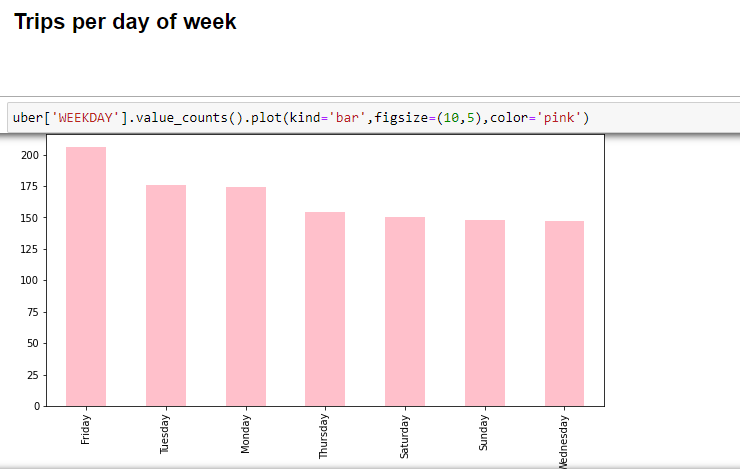 Trips per day of week
uber['WEEKDAY'].value_counts().plot(kind='bar',figsize=(10,5),color='pink')
200
175
150
125
100
75
50
25
0
Friday
Tuesday
Monday
Thursday
Saturday
Sunday
Wednesday